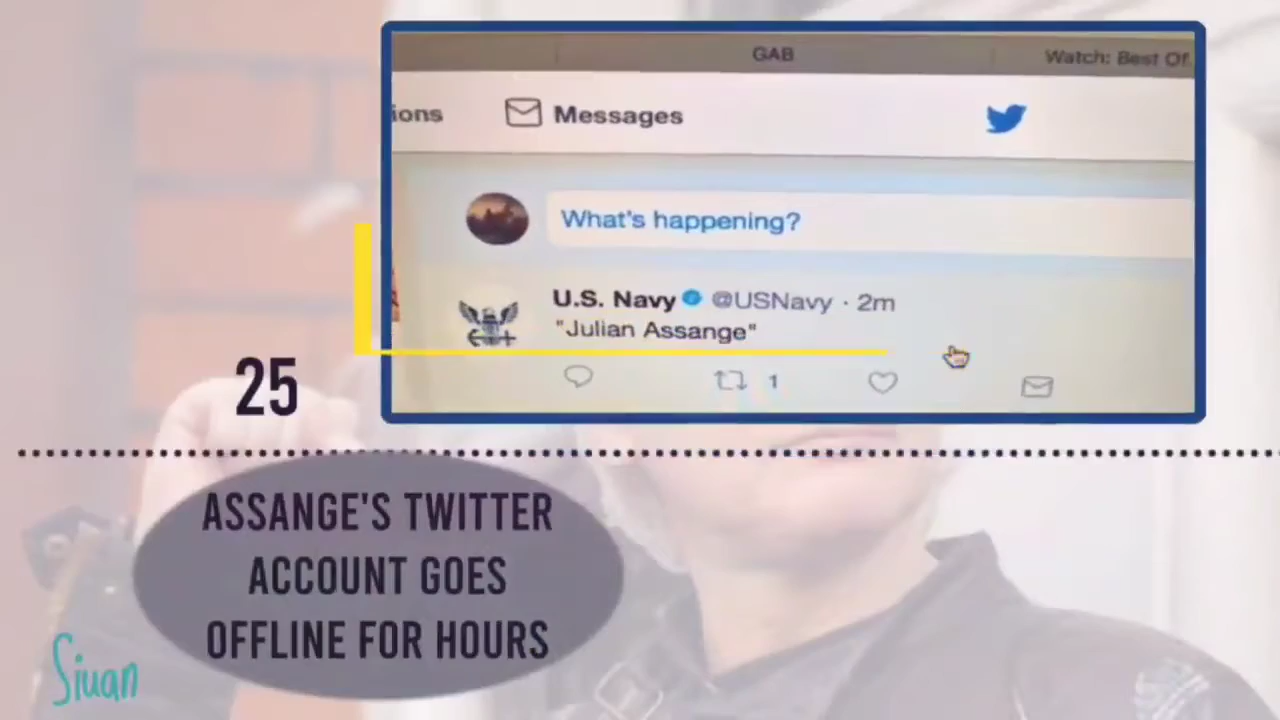 GAB
Watch: Best Of
ions
Messages
What's happening?
U.S. Navy @USNavy · 2m
"Julian Assange"
1
25
ASSANGE'S TWITTER
ACCOUNT GOES
OFFLINE FOR HOURS
Siuan